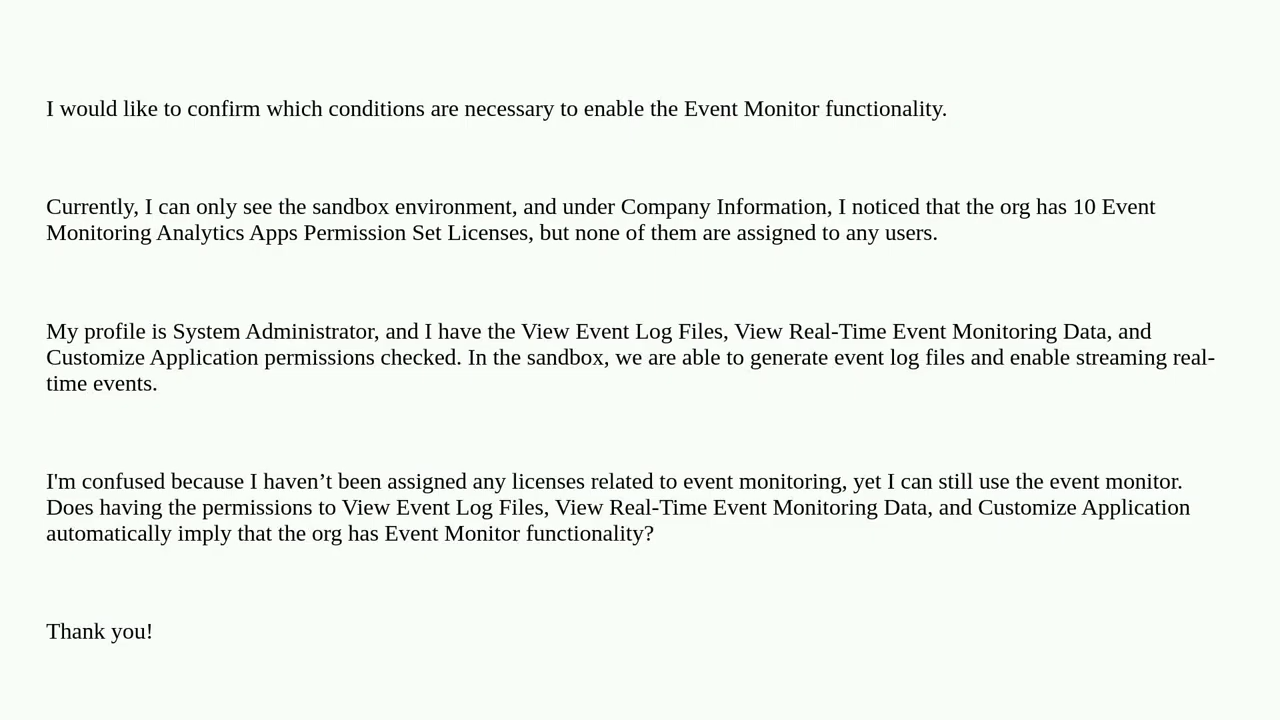 I would like to confirm which conditions are necessary to enable the Event Monitor functionality.
Currently, I can only see the sandbox environment, and under Company Information, I noticed that the org has 10 Event
Monitoring Analytics Apps Permission Set Licenses, but none of them are assigned to any users.
My profile is System Administrator, and I have the View Event Log Files, View Real-Time Event Monitoring Data, and
Customize Application permissions checked. In the sandbox, we are able to generate event log files and enable streaming real-
time events.
I'm confused because I haven’t been assigned any licenses related to event monitoring, yet I can still use the event monitor.
Does having the permissions to View Event Log Files, View Real-Time Event Monitoring Data, and Customize Application
automatically imply that the org has Event Monitor functionality?
Thank you!